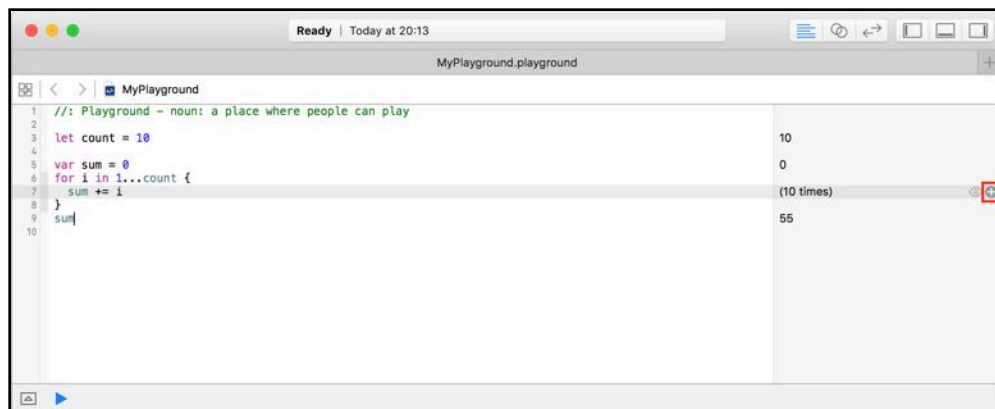 Ready | Today at 20:13
MyPlayground.playground
MyPlayground
1 //: Playground – noun: a place where people can play
2
3 let count = 10 10
4
5 var sum = 0 0
6 for i in 1...count {
7 sum += i (10 times)
8 }
9 sum 55
10